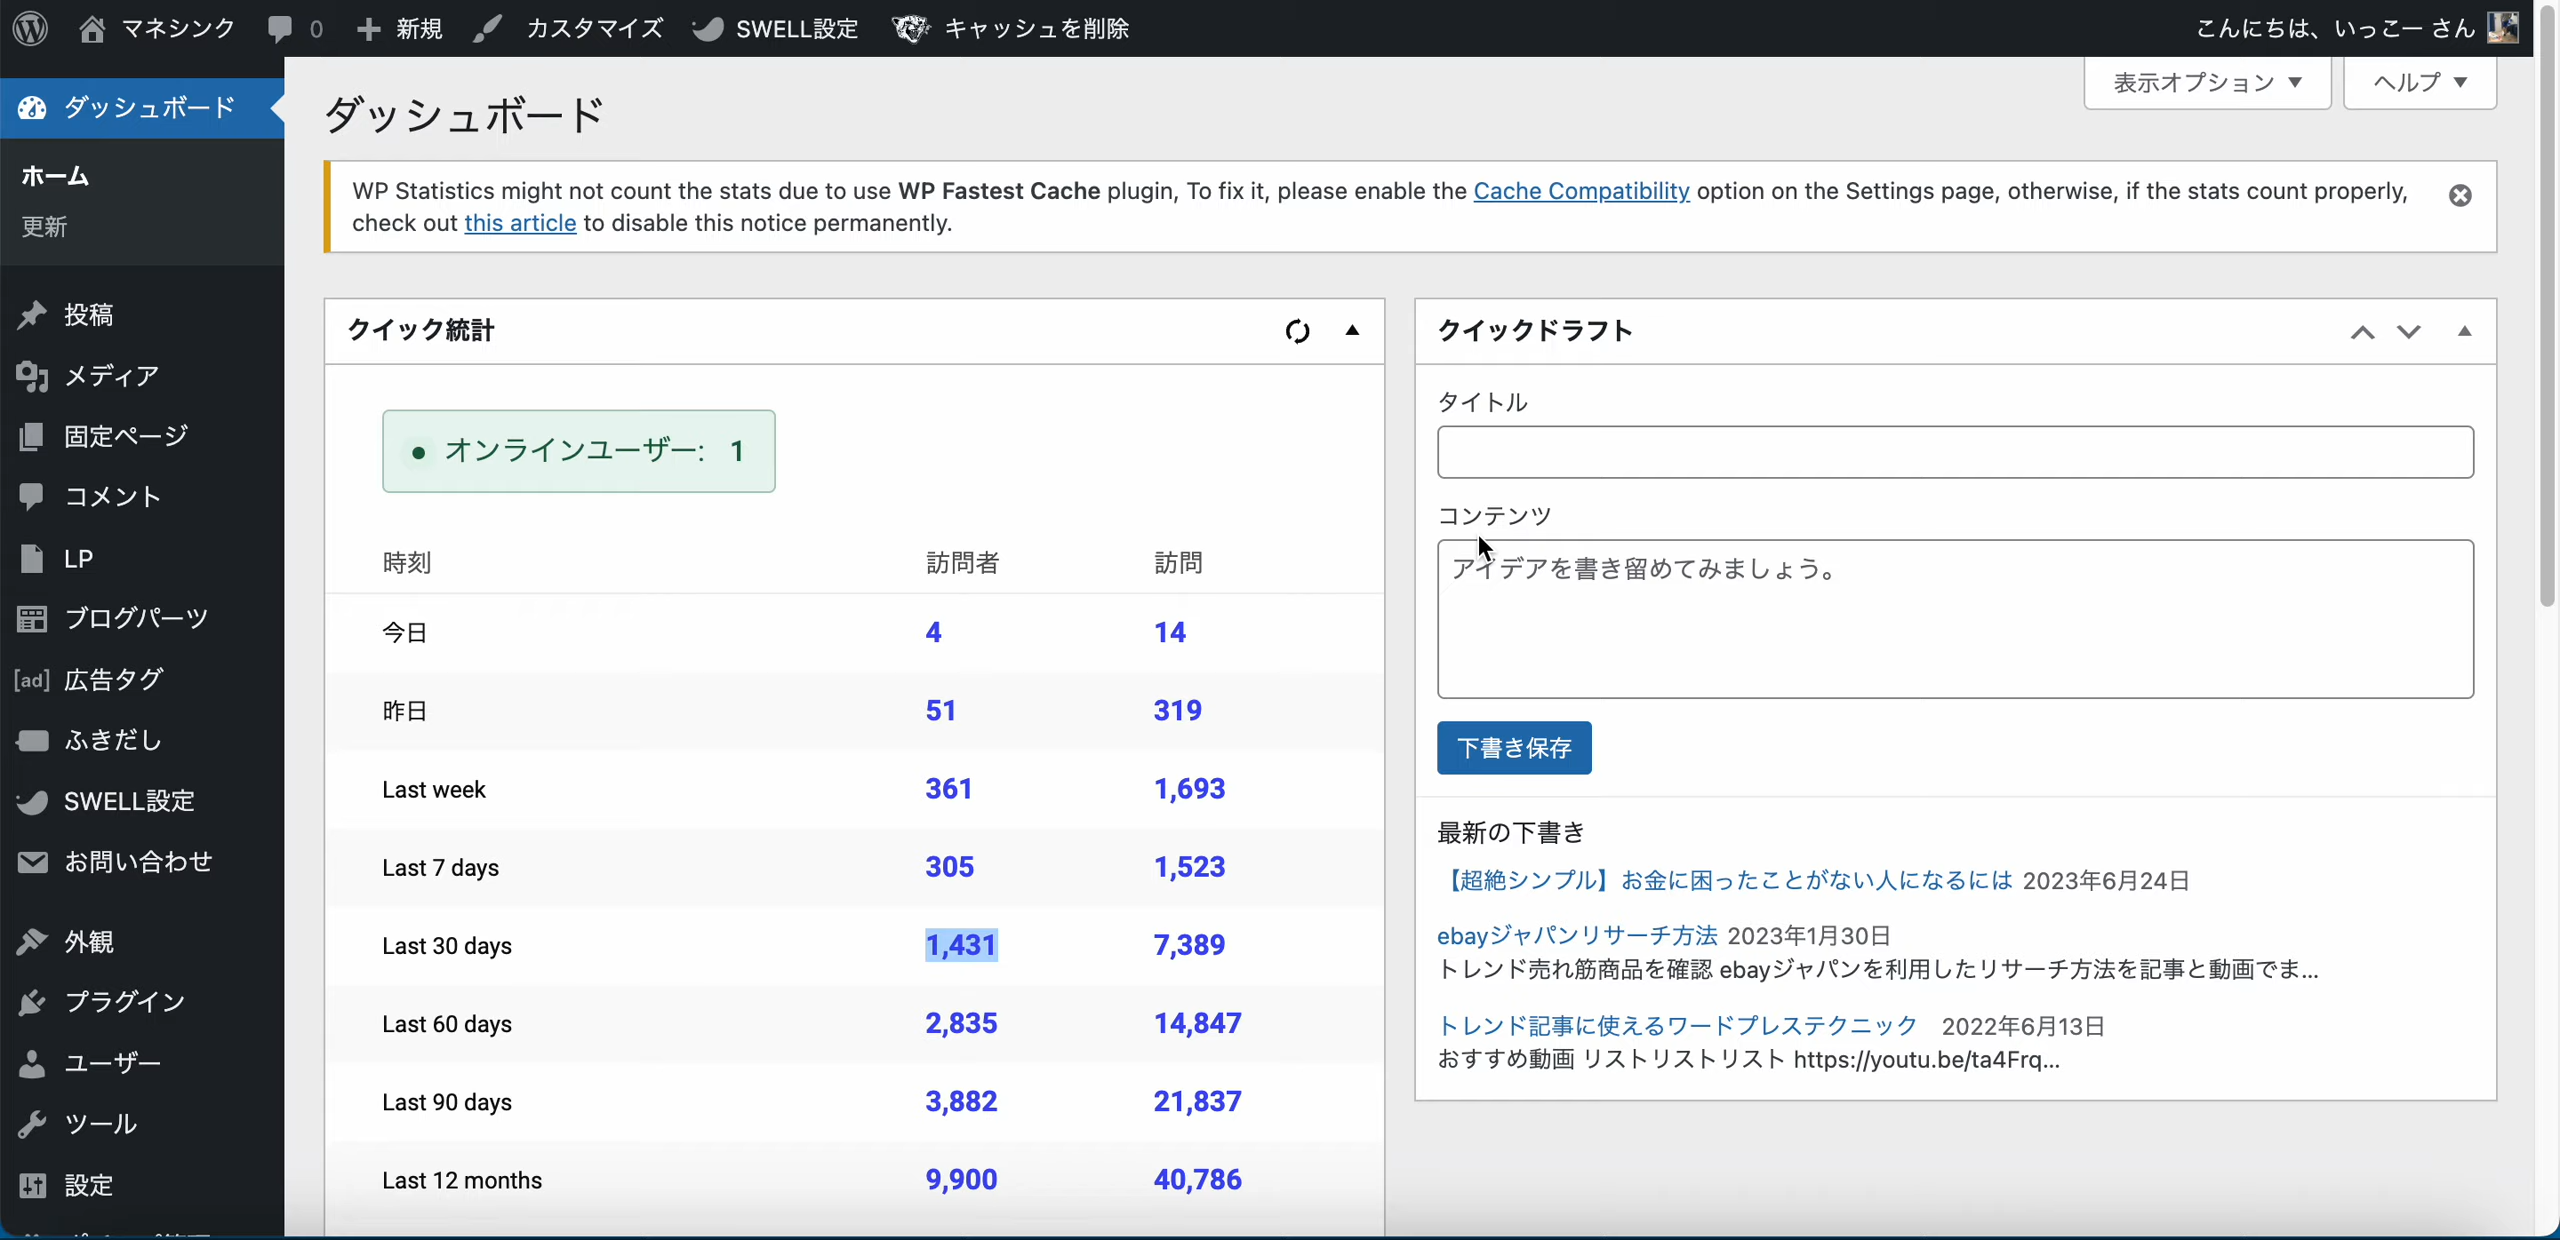 マネシンク 0 新規 カスタマイズ SWELL設定 キャッシュを削除 こんにちは、いっこー さん
ダッシュボード
ホーム
更新
投稿
メディア
固定ページ
コメント
LP
ブログパーツ
[ad] 広告タグ
ふきだし
SWELL設定
お問い合わせ
外観
プラグイン
ユーザー
ツール
設定
表示オプション ▼ ヘルプ ▼
ダッシュボード
WP Statistics might not count the stats due to use WP Fastest Cache plugin, To fix it, please enable the Cache Compatibility option on the Settings page, otherwise, if the stats count properly,
check out this article to disable this notice permanently.
クイック統計
オンラインユーザー: 1
時刻 訪問者 訪問
今日 4 14
昨日 51 319
Last week 361 1,693
Last 7 days 305 1,523
Last 30 days 1,431 7,389
Last 60 days 2,835 14,847
Last 90 days 3,882 21,837
Last 12 months 9,900 40,786
クイックドラフト
タイトル
コンテンツ
アイデアを書き留めてみましょう。
下書き保存
最新の下書き
【超絶シンプル】お金に困ったことがない人になるには 2023年6月24日
ebayジャパンリサーチ方法 2023年1月30日
トレンド売れ筋商品を確認 ebayジャパンを利用したリサーチ方法を記事と動画でま…
トレンド記事に使えるワードプレステクニック 2022年6月13日
おすすめ動画 リストリストリスト https://youtu.be/ta4Frq…